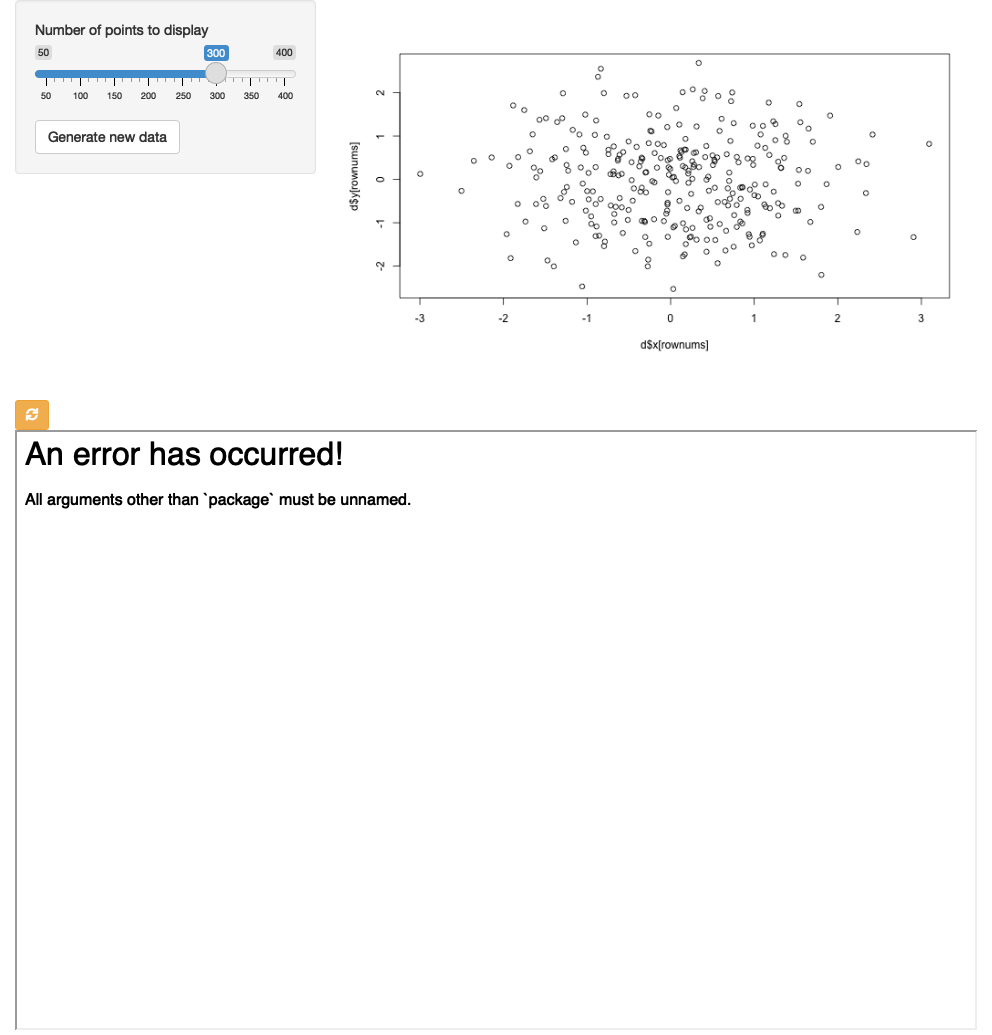 Number of points to display
50 300 400
50 100 150 200 250 300 350 400
Generate new data
d$y[rownums]
2
1
0
-1
-2
-3 -2 -1 0 1 2 3
d$x[rownums]
An error has occurred!
All arguments other than `package` must be unnamed.